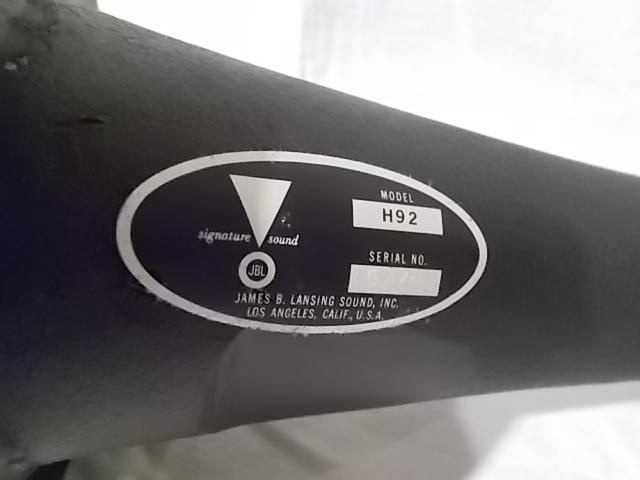 MODEL
H92
signature sound
SERIAL NO.
JBL
JAMES B. LANSING SOUND, INC.
LOS ANGELES, CALIF., U.S.A.